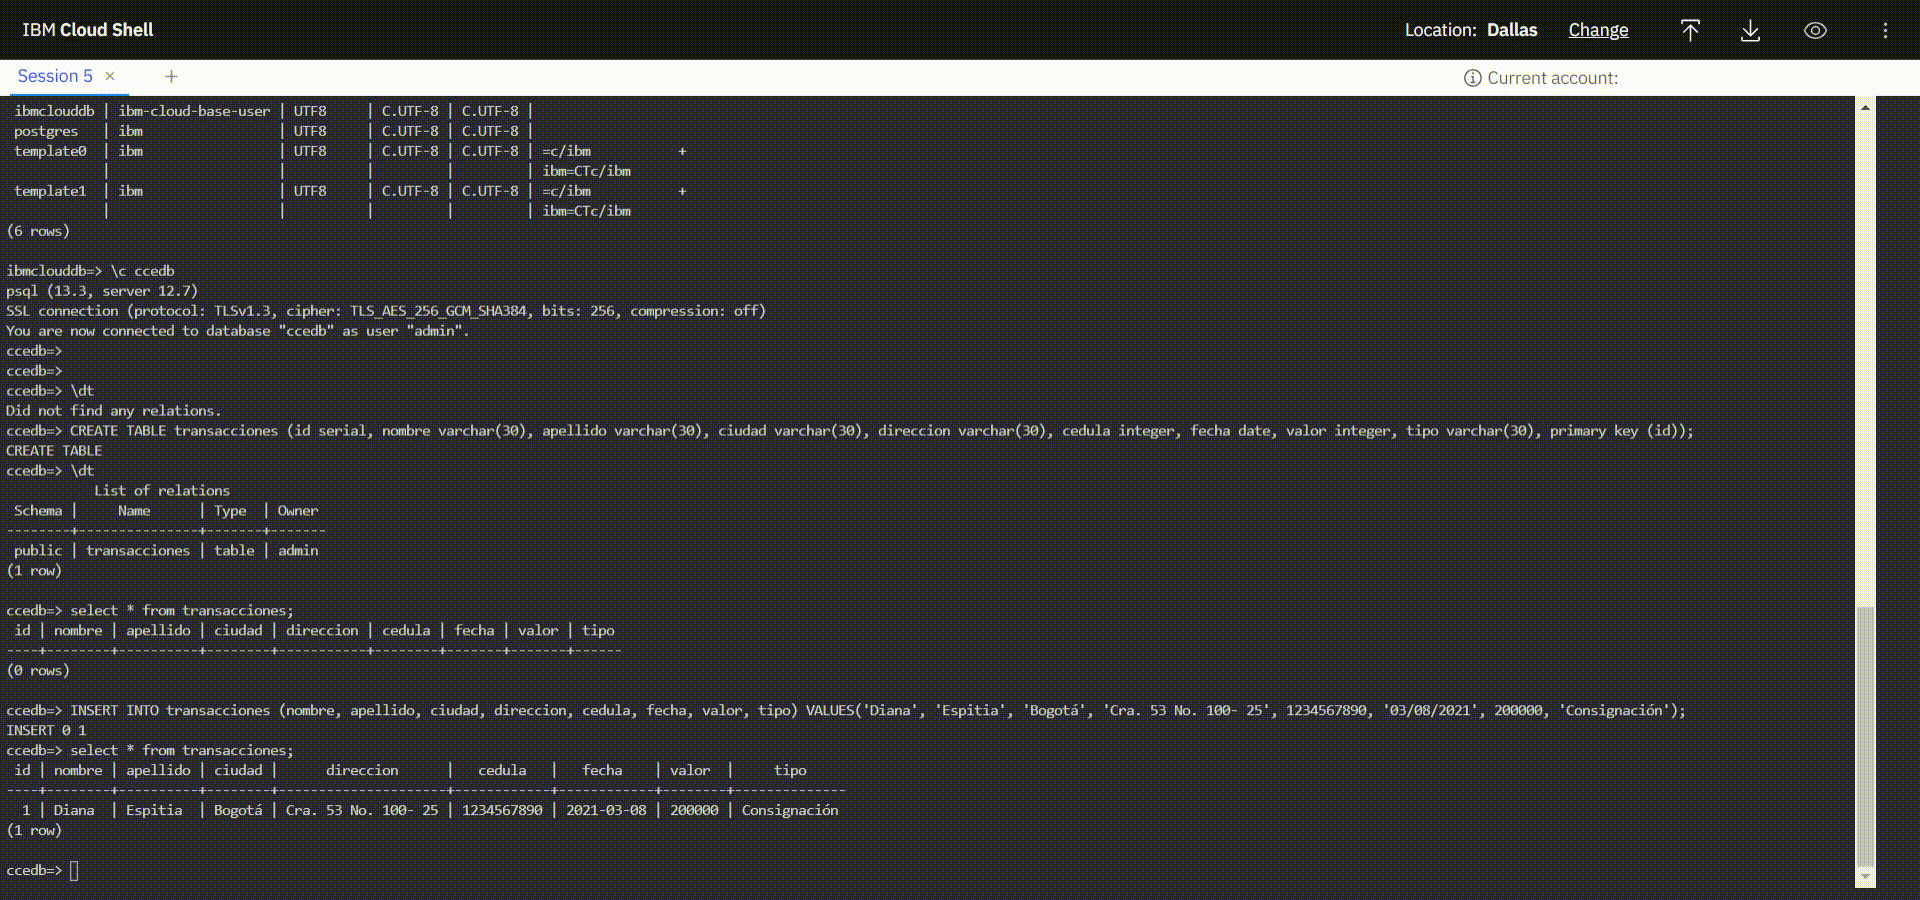 IBM Cloud Shell
Location: Dallas Change
Session 5 ×
+
Current account:
ibmclouddb | ibm-cloud-base-user | UTF8     | C.UTF-8 | C.UTF-8 |
postgres   | ibm                 | UTF8     | C.UTF-8 | C.UTF-8 |
template0  | ibm                 | UTF8     | C.UTF-8 | C.UTF-8 | =c/ibm           +
           |                     |          |         |         | ibm=CTc/ibm
template1  | ibm                 | UTF8     | C.UTF-8 | C.UTF-8 | =c/ibm           +
           |                     |          |         |         | ibm=CTc/ibm
(6 rows)
ibmclouddb=> \c ccedb
psql (13.3, server 12.7)
SSL connection (protocol: TLSv1.3, cipher: TLS_AES_256_GCM_SHA384, bits: 256, compression: off)
You are now connected to database "ccedb" as user "admin".
ccedb=>
ccedb=>
ccedb=> \dt
Did not find any relations.
ccedb=> CREATE TABLE transacciones (id serial, nombre varchar(30), apellido varchar(30), ciudad varchar(30), direccion varchar(30), cedula integer, fecha date, valor integer, tipo varchar(30), primary key (id));
CREATE TABLE
ccedb=> \dt
           List of relations
 Schema |     Name      | Type  | Owner
--------+---------------+-------+-------
 public | transacciones | table | admin
(1 row)
ccedb=> select * from transacciones;
 id | nombre | apellido | ciudad | direccion | cedula | fecha | valor | tipo
----+--------+----------+--------+-----------+--------+-------+-------+------
(0 rows)
ccedb=> INSERT INTO transacciones (nombre, apellido, ciudad, direccion, cedula, fecha, valor, tipo) VALUES('Diana', 'Espitia', 'Bogotá', 'Cra. 53 No. 100- 25', 1234567890, '03/08/2021', 200000, 'Consignación');
INSERT 0 1
ccedb=> select * from transacciones;
 id | nombre | apellido | ciudad |      direccion      |   cedula   |   fecha    | valor  |     tipo
----+--------+----------+--------+---------------------+------------+------------+--------+--------------
  1 | Diana  | Espitia  | Bogotá | Cra. 53 No. 100- 25 | 1234567890 | 2021-03-08 | 200000 | Consignación
(1 row)
ccedb=>